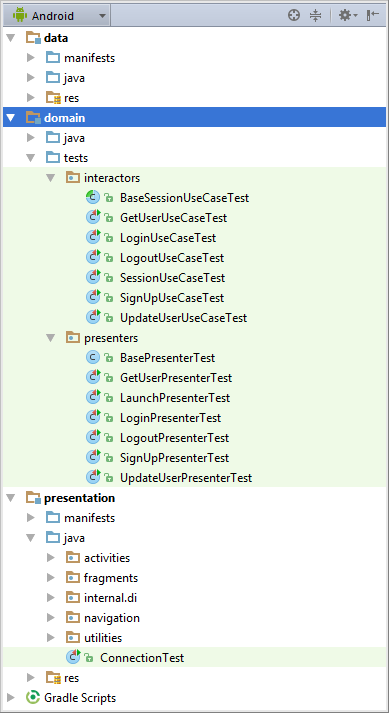 Android
data
manifests
java
res
domain
java
tests
interactors
BaseSessionUseCaseTest
GetUserUseCaseTest
LoginUseCaseTest
LogoutUseCaseTest
SessionUseCaseTest
SignUpUseCaseTest
UpdateUserUseCaseTest
presenters
BasePresenterTest
GetUserPresenterTest
LaunchPresenterTest
LoginPresenterTest
LogoutPresenterTest
SignUpPresenterTest
UpdateUserPresenterTest
presentation
manifests
java
activities
fragments
internal.di
navigation
utilities
ConnectionTest
res
Gradle Scripts